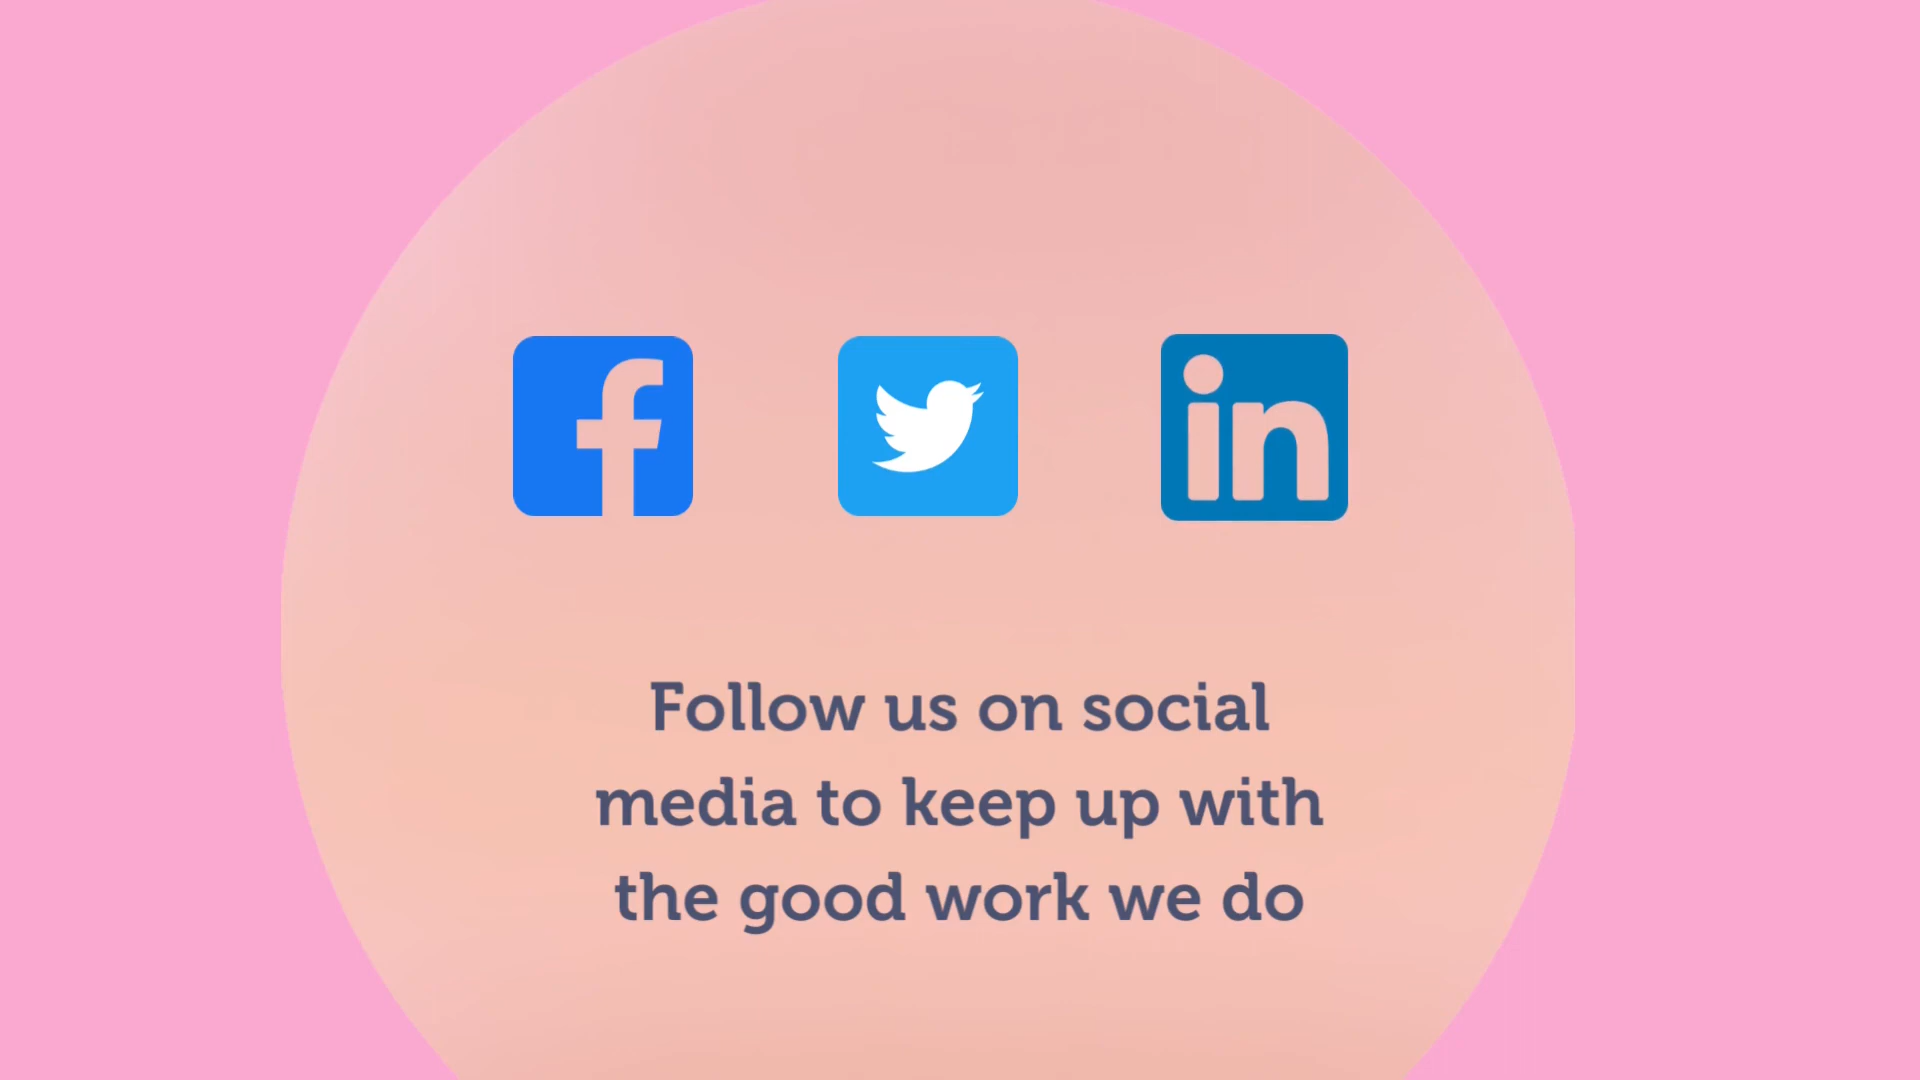 f
in
Follow us on social
media to keep up with
the good work we do